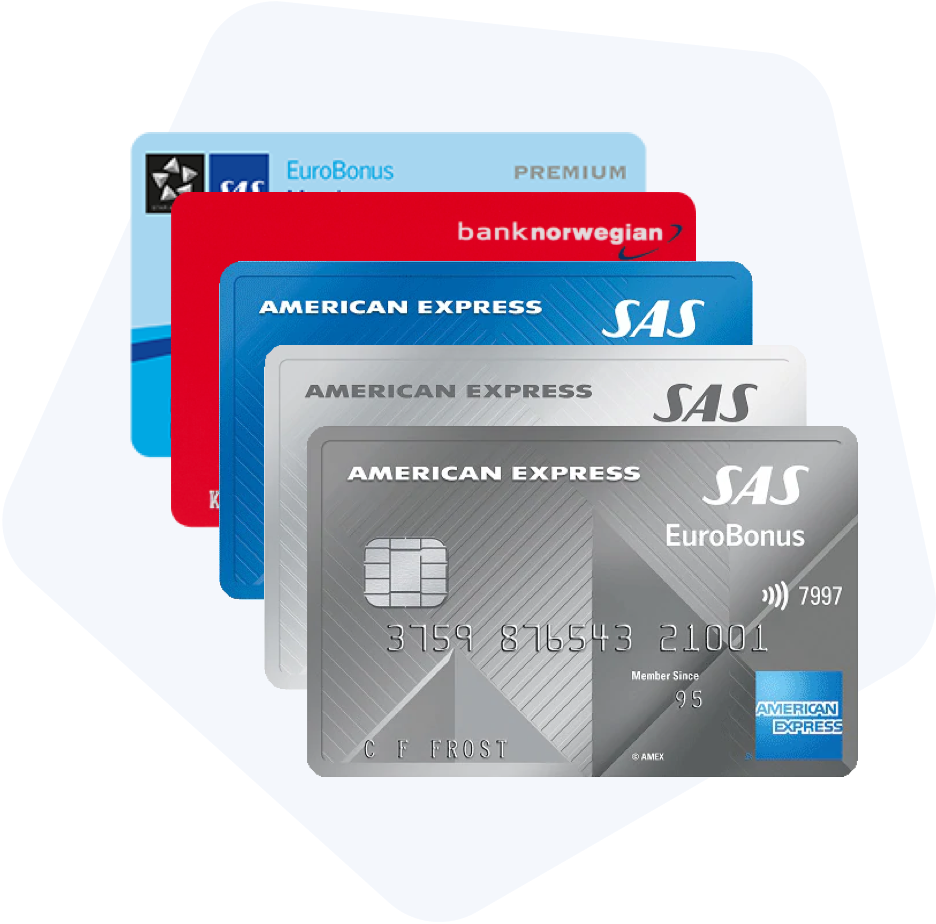 EuroBonus PREMIUM
SAS
banknorwegian
AMERICAN EXPRESS SAS
AMERICAN EXPRESS SAS
AMERICAN EXPRESS SAS
EuroBonus
7997
3759 876543 21001
Member Since
95
AMERICAN
EXPRESS
C F FROST
© AMEX
K